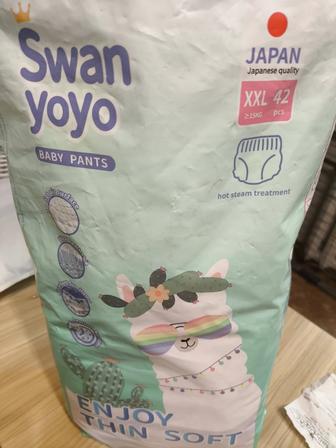 Swan
yoyo
BABY PANTS
JAPAN
Japanese quality
XXL 42
≥15KG pcs
hot steam treatment
ENJOY
THIN SOFT